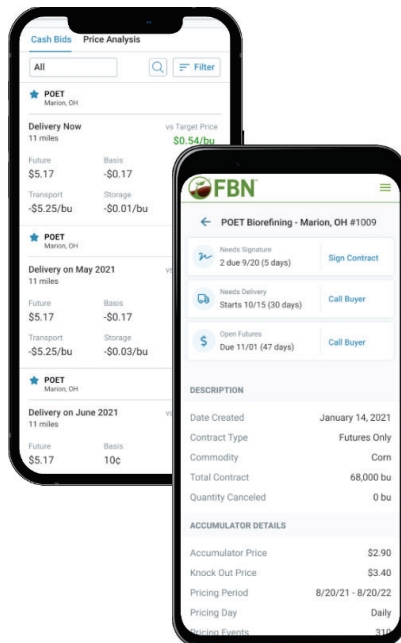 Cash Bids Price Analysis
All Filter
POET
Marion, OH
Delivery Now vs Target Price
11 miles $0.54/bu
Future Basis
$5.17 -$0.17
Transport Storage
-$5.25/bu -$0.01/bu
POET
Marion, OH
Delivery on May 2021 vs
11 miles
Future Basis
$5.17 -$0.17
Transport Storage
-$5.25/bu -$0.03/bu
POET
Marion, OH
Delivery on June 2021 vs
11 miles
Future Basis
$5.17 10¢
FBN
POET Biorefining - Marion, OH #1009
Needs Signature
2 due 9/20 (5 days) Sign Contract
Needs Delivery
Starts 10/15 (30 days) Call Buyer
Open Futures
Due 11/01 (47 days) Call Buyer
DESCRIPTION
Date Created January 14, 2021
Contract Type Futures Only
Commodity Corn
Total Contract 68,000 bu
Quantity Canceled 0 bu
ACCUMULATOR DETAILS
Accumulator Price $2.90
Knock Out Price $3.40
Pricing Period 8/20/21 - 8/20/22
Pricing Day Daily
Pricing Events 310